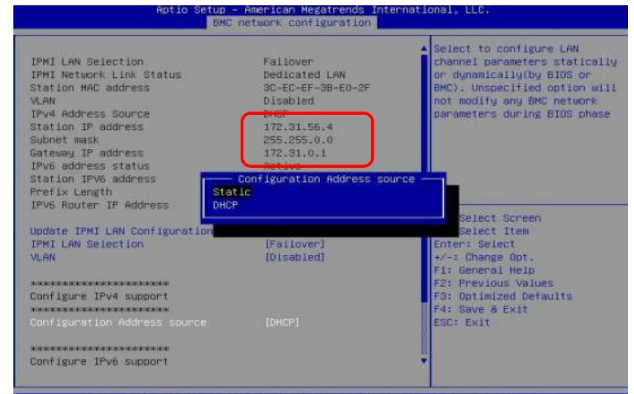 Aptio Setup - American Megatrends International, LLC.
BMC network configuration
IPMI LAN Selection Failover
IPMI Network Link Status Dedicated LAN
Station MAC address 3C-EC-EF-3B-E0-2F
VLAN Disabled
IPv4 Address Source DHCP
Station IP address 172.31.56.4
Subnet mask 255.255.0.0
Gateway IP address 172.31.0.1
IPv6 address status Active
Station IPV6 address
Prefix Length
IPV6 Router IP Address
Configuration Address source
Static
DHCP
Update IPMI LAN Configuration
IPMI LAN Selection [Failover]
VLAN [Disabled]
***********************
Configure IPv4 support
***********************
Configuration Address source [DHCP]
***********************
Configure IPv6 support
Select to configure LAN
channel parameters statically
or dynamically(by BIOS or
BMC). Unspecified option will
not modify any BMC network
parameters during BIOS phase
Select Screen
Select Item
Enter: Select
+/-: Change Opt.
F1: General Help
F2: Previous Values
F3: Optimized Defaults
F4: Save & Exit
ESC: Exit